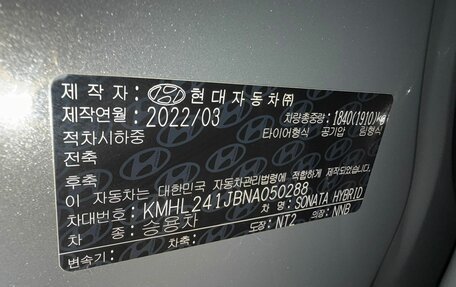 제 작 자: HYUNDAI 현대자동차㈜
제작연월: 2022/03 차량총중량: 1840(1910)kg
적차시하중 타이어형식 공기압 림형식
전축
후축
이 자동차는 대한민국 자동차관리법령에 적합하게 제작되었습니다.
차대번호: KMHL241JBNA050288
차 종: 승용차 차 명: SONATA HYBRID
변속기: 차축: 도장: NT2 의장: NNB